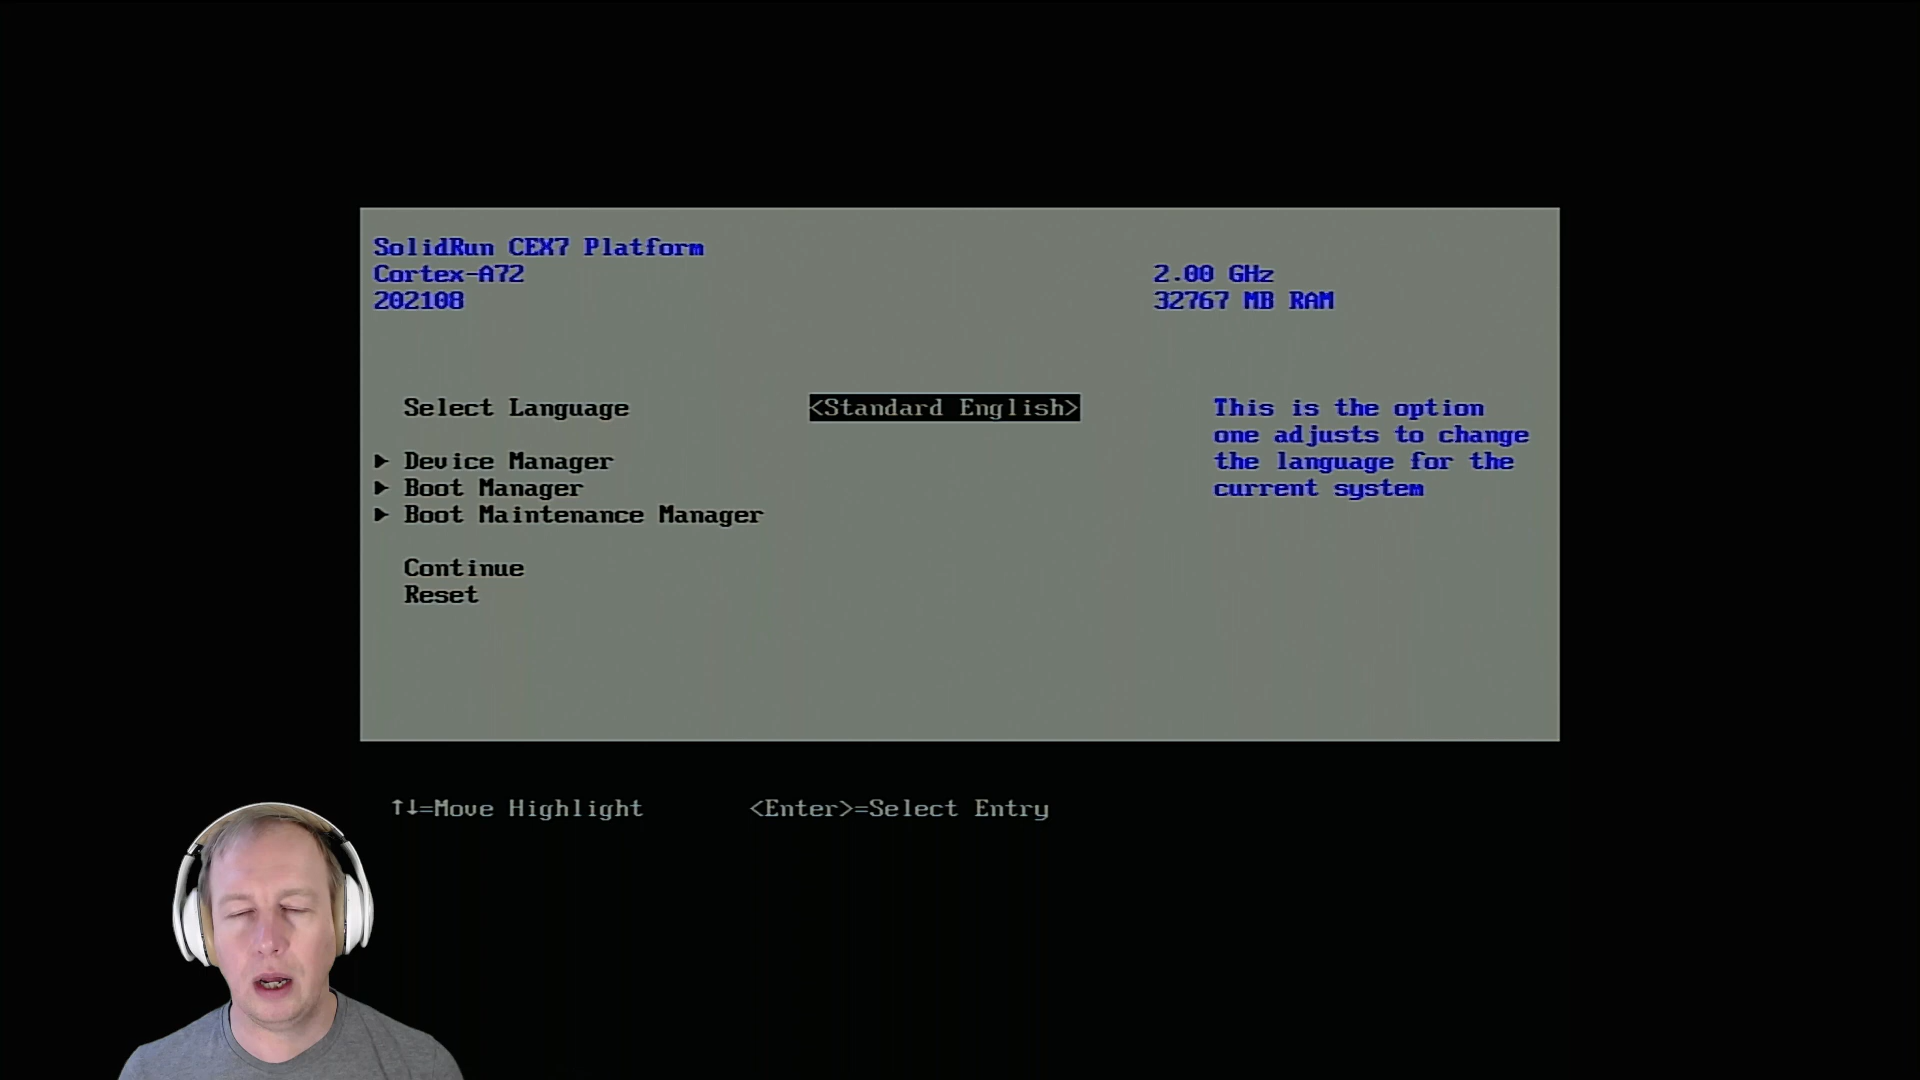 SolidRun CEX7 Platform
Cortex-A72 2.00 GHz
202108 32767 MB RAM
Select Language <Standard English>
Device Manager
Boot Manager
Boot Maintenance Manager
Continue
Reset
This is the option
one adjusts to change
the language for the
current system
↑↓=Move Highlight <Enter>=Select Entry